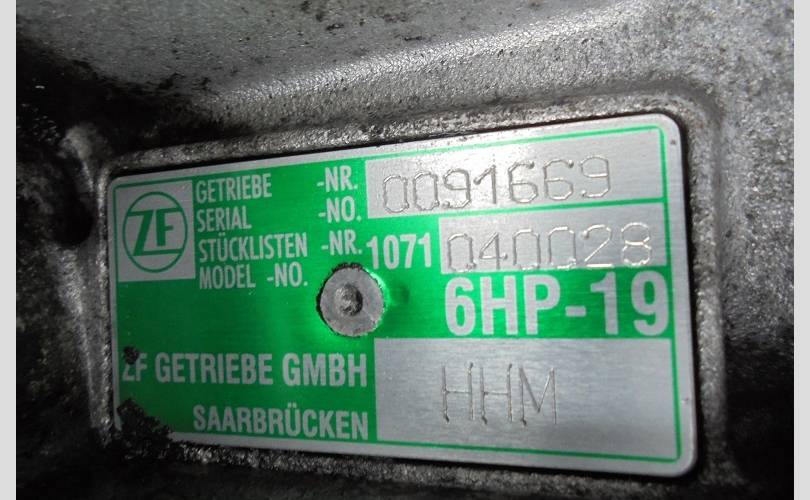 ZF
GETRIEBE -NR. 0091669
SERIAL -NO.
STÜCKLISTEN -NR. 1071 040028
MODEL -NO.
6HP-19
ZF GETRIEBE GMBH
SAARBRÜCKEN
HHM